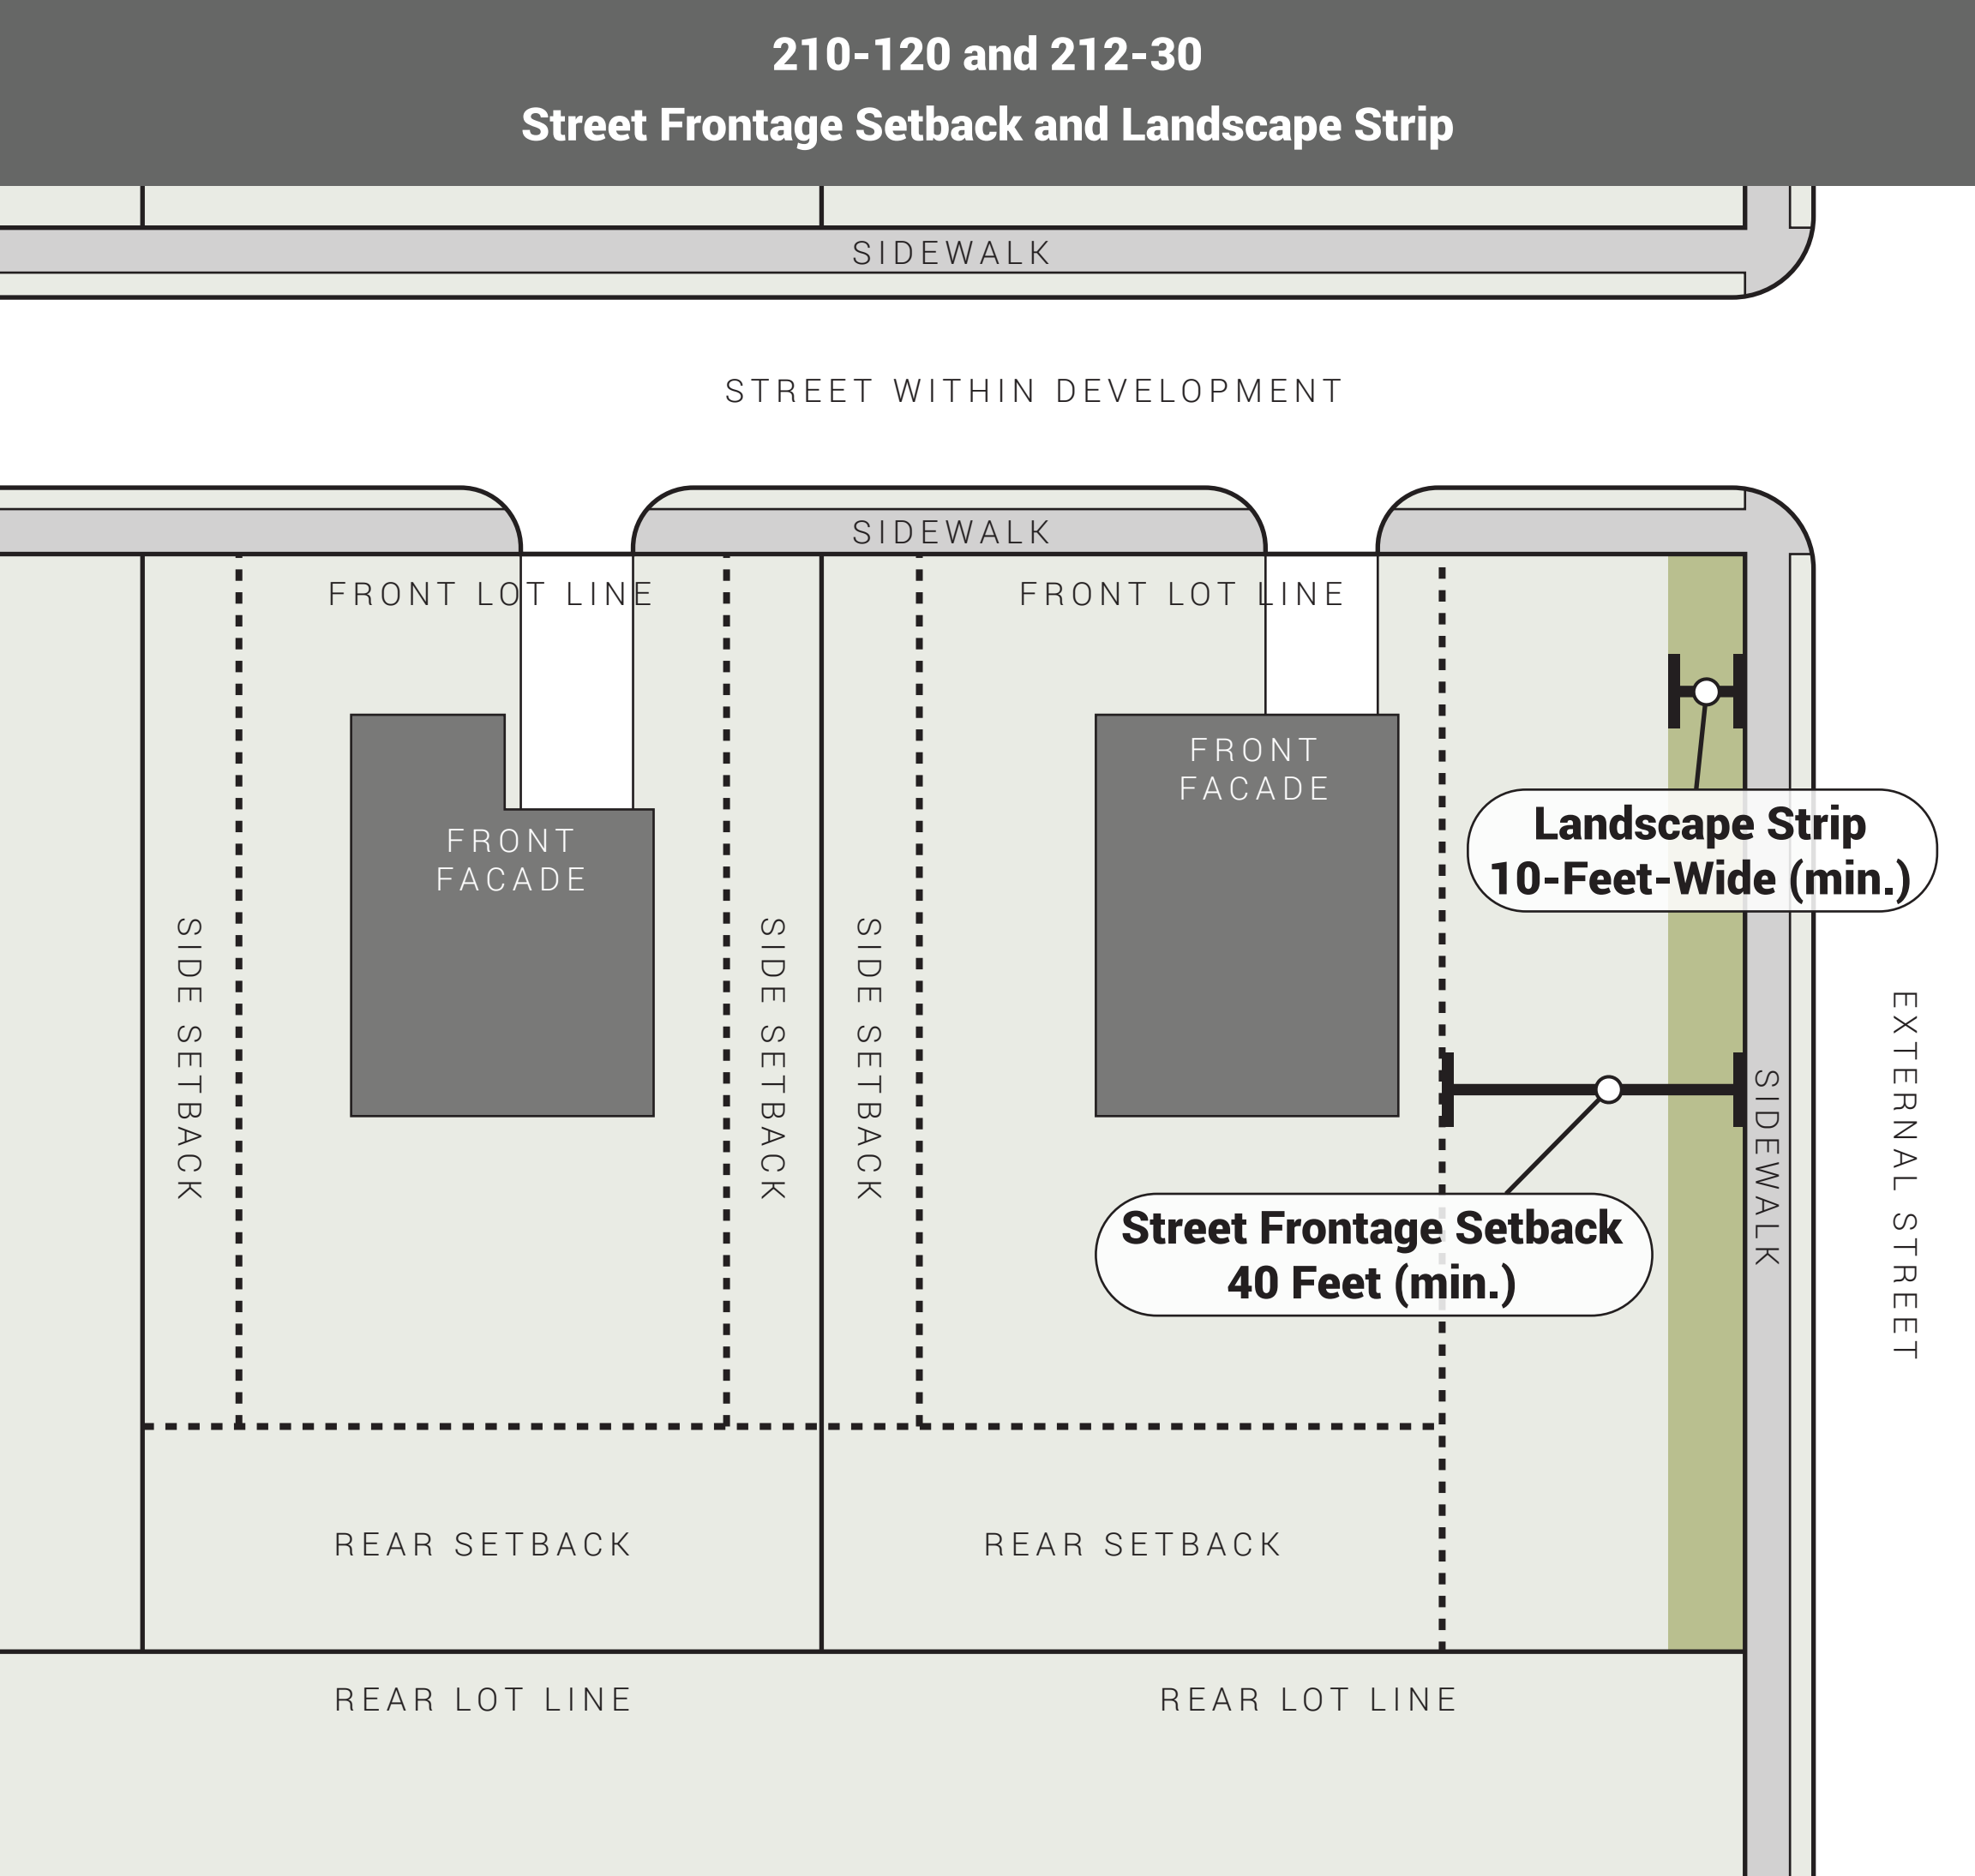 210-120 and 212-30
Street Frontage Setback and Landscape Strip
SIDEWALK
STREET WITHIN DEVELOPMENT
SIDEWALK
FRONT LOT LINE
FRONT LOT LINE
FRONT
FACADE
FRONT
FACADE
Landscape Strip
10-Feet-Wide (min.)
SIDE SETBACK
SIDE SETBACK
SIDE SETBACK
EXTERNAL STREET
SIDEWALK
Street Frontage Setback
40 Feet (min.)
REAR SETBACK
REAR SETBACK
REAR LOT LINE
REAR LOT LINE